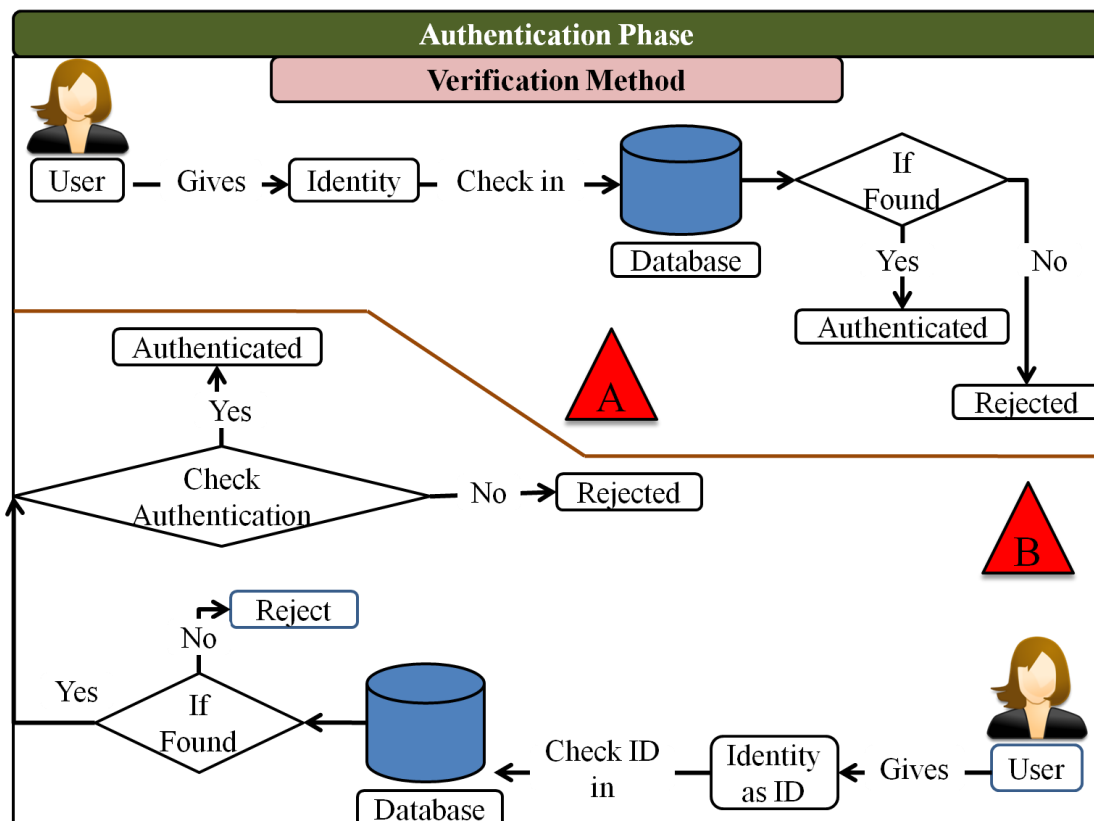 Authentication Phase
Verification Method
User
Gives
Identity
Check in
Database
If
Found
Yes
No
Authenticated
Rejected
A
Authenticated
Yes
Check
Authentication
No
Rejected
B
Reject
No
Yes
If
Found
Database
Check ID
in
Identity
as ID
Gives
User